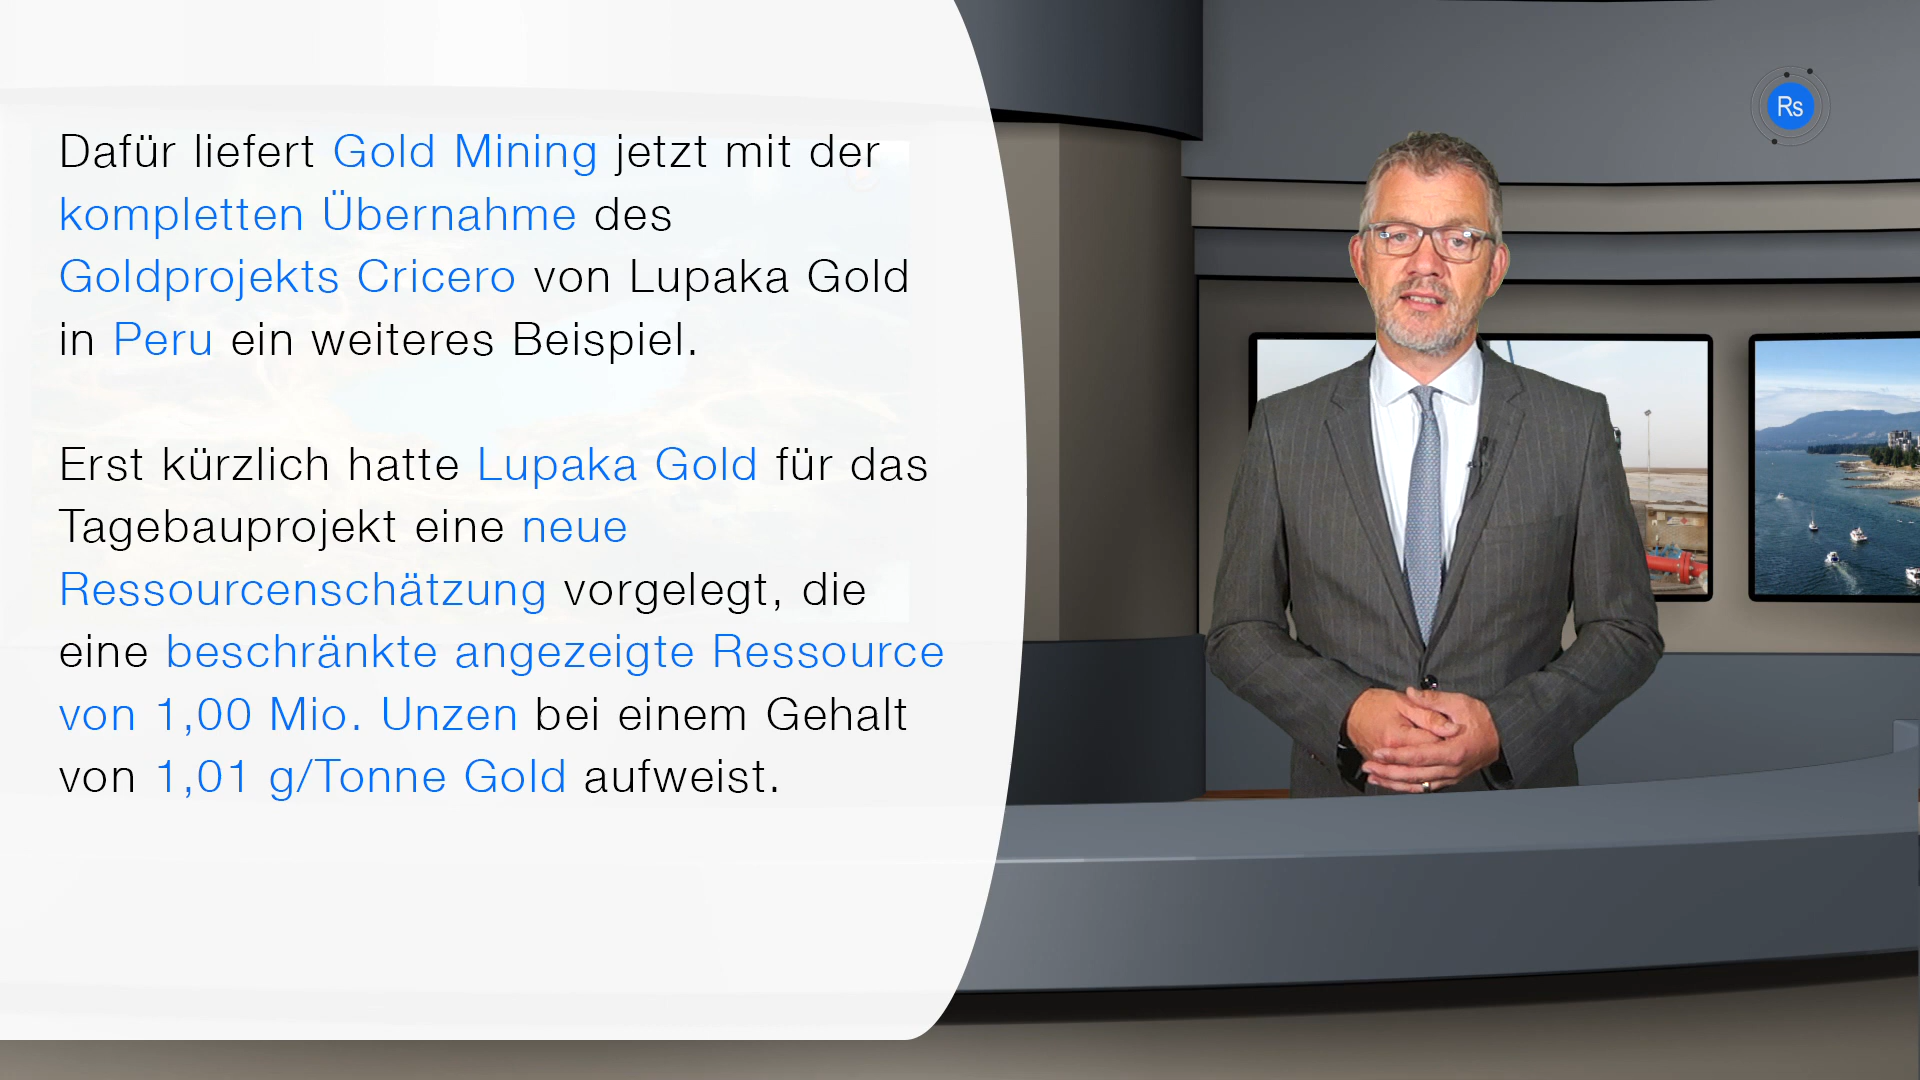 Dafür liefert Gold Mining jetzt mit der
kompletten Übernahme des
Goldprojekts Cricero von Lupaka Gold
in Peru ein weiteres Beispiel.
Erst kürzlich hatte Lupaka Gold für das
Tagebauprojekt eine neue
Ressourcenschätzung vorgelegt, die
eine beschränkte angezeigte Ressource
von 1,00 Mio. Unzen bei einem Gehalt
von 1,01 g/Tonne Gold aufweist.
Rs